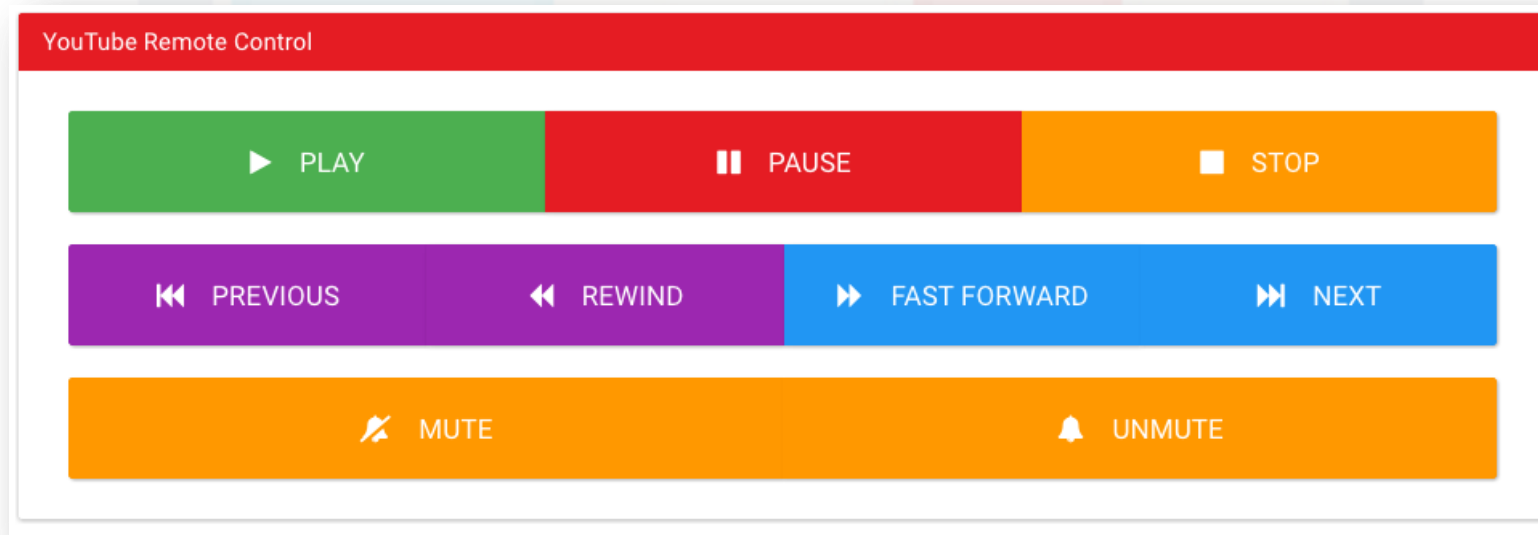 YouTube Remote Control
PLAY PAUSE STOP
PREVIOUS REWIND FAST FORWARD NEXT
MUTE UNMUTE